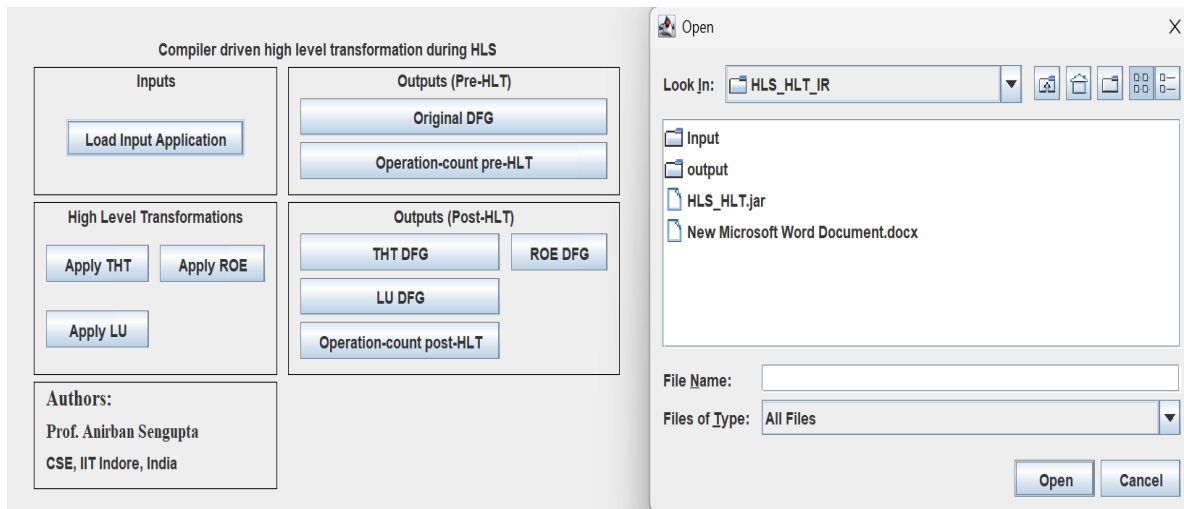 Compiler driven high level transformation during HLS
Inputs
Load Input Application
Outputs (Pre-HLT)
Original DFG
Operation-count pre-HLT
High Level Transformations
Apply THT
Apply ROE
Apply LU
Outputs (Post-HLT)
THT DFG
ROE DFG
LU DFG
Operation-count post-HLT
Authors:
Prof. Anirban Sengupta
CSE, IIT Indore, India
Open
X
Look In:
HLS_HLT_IR
Input
output
HLS_HLT.jar
New Microsoft Word Document.docx
File Name:
Files of Type:
All Files
Open
Cancel